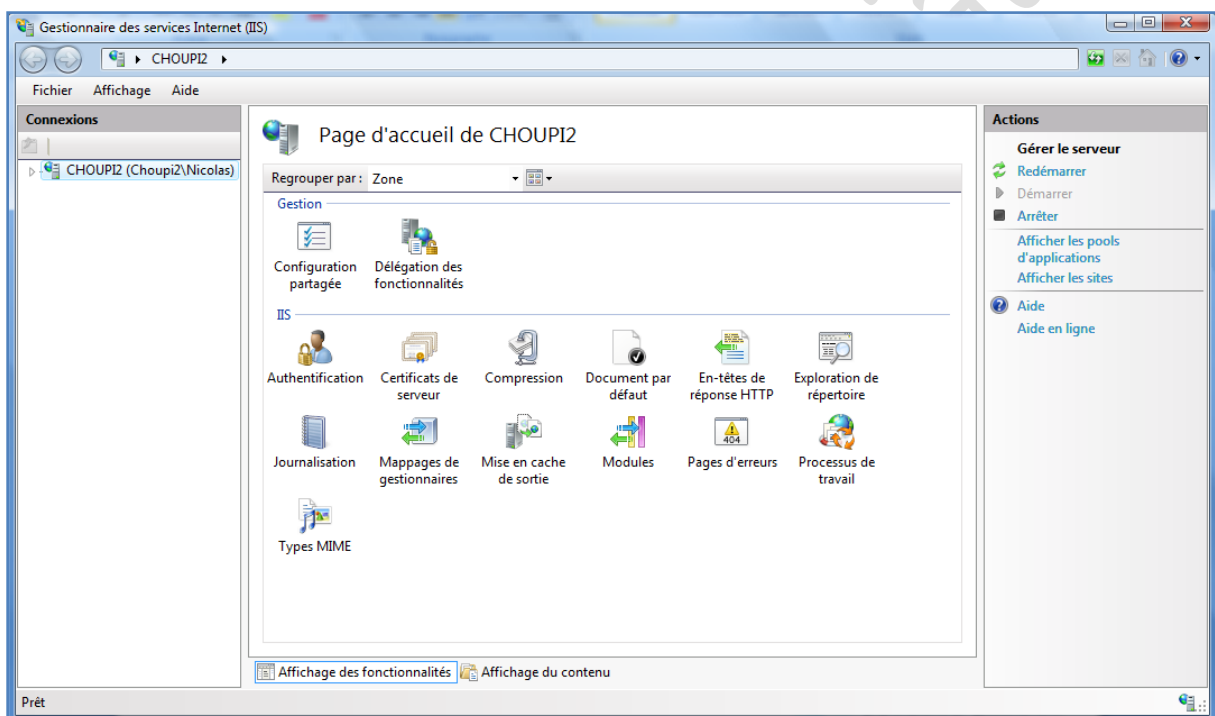 Gestionnaire des services Internet (IIS)
CHOUPI2
Fichier Affichage Aide
Connexions
CHOUPI2 (Choupi2\Nicolas)
Page d'accueil de CHOUPI2
Regrouper par : Zone
Gestion
Configuration
partagée
Délégation des
fonctionnalités
IIS
Authentification
Certificats de
serveur
Compression
Document par
défaut
En-têtes de
réponse HTTP
Exploration de
répertoire
Journalisation
Mappages de
gestionnaires
Mise en cache
de sortie
Modules
404
Pages d'erreurs
Processus de
travail
Types MIME
Affichage des fonctionnalités
Affichage du contenu
Actions
Gérer le serveur
Redémarrer
Démarrer
Arrêter
Afficher les pools
d'applications
Afficher les sites
Aide
Aide en ligne
Prêt